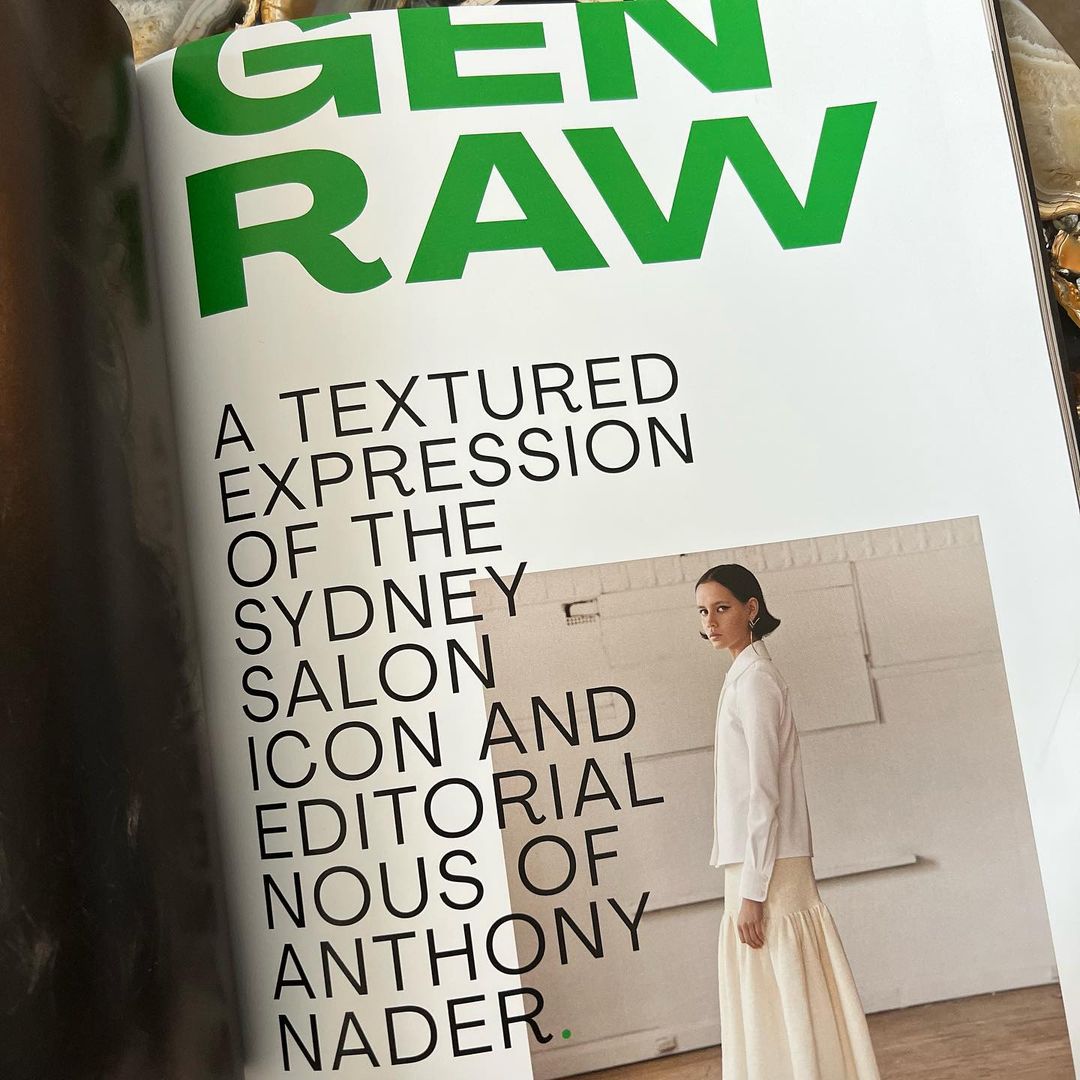 GEN
RAW
A TEXTURED
EXPRESSION
OF THE
SYDNEY
SALON
ICON AND
EDITORIAL
NOUS OF
ANTHONY
NADER.